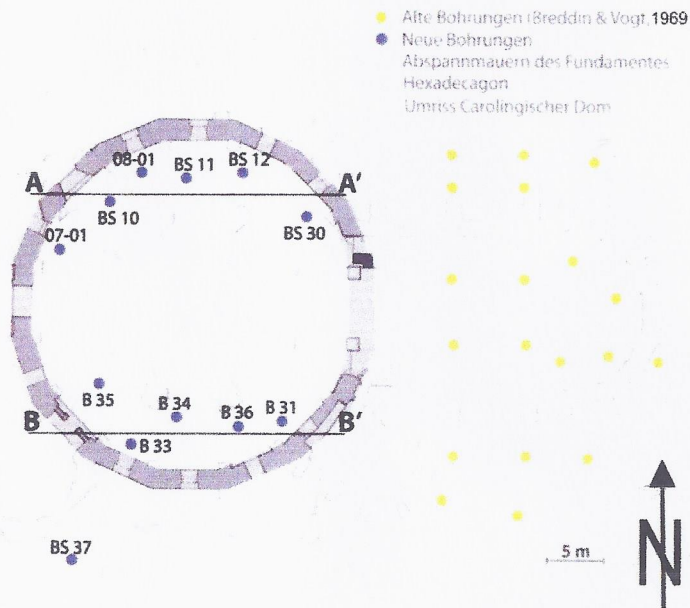 Alte Bohrungen (Breddin & Vogt, 1969
Neue Bohrungen
Abspannmauern des Fundamentes
Hexadecagon
Umriss Carolingischer Dom
08-01
BS 11
BS 12
A
A'
BS 10
BS 30
07-01
B 35
B 34
B 36
B 31
B
B'
B 33
BS 37
5 m
N